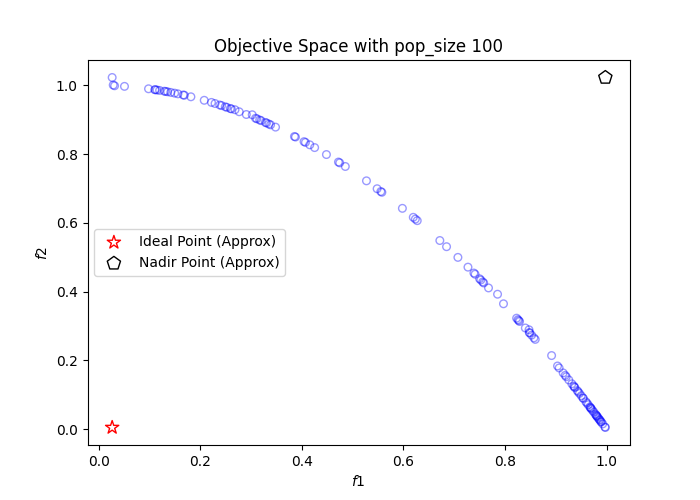 Objective Space with pop_size 100
1.0
0.8
0.6
0.4
0.2
0.0
f2
Ideal Point (Approx)
Nadir Point (Approx)
0.0 0.2 0.4 0.6 0.8 1.0
f1